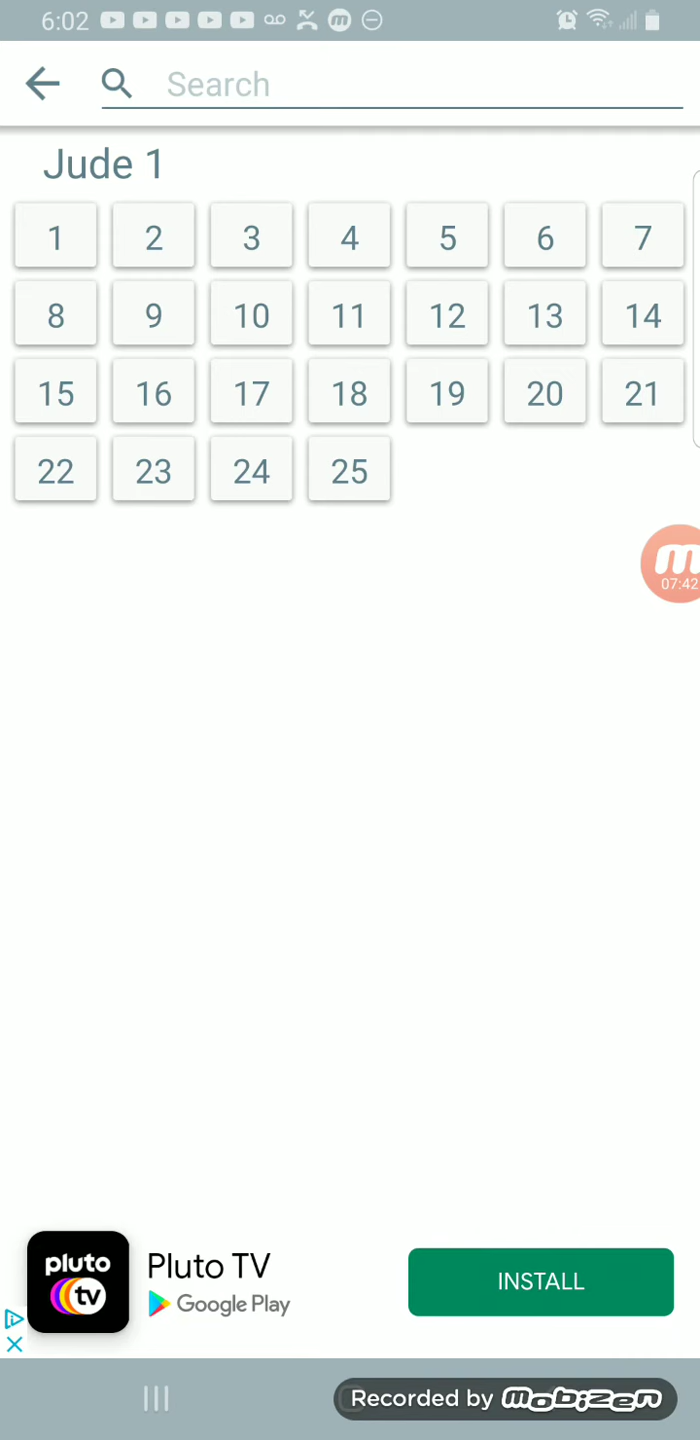 6:02
Search
Jude 1
1 2 3 4 5 6 7
8 9 10 11 12 13 14
15 16 17 18 19 20 21
22 23 24 25
m
07:42
pluto
tv
Pluto TV
Google Play
INSTALL
Recorded by mobizen